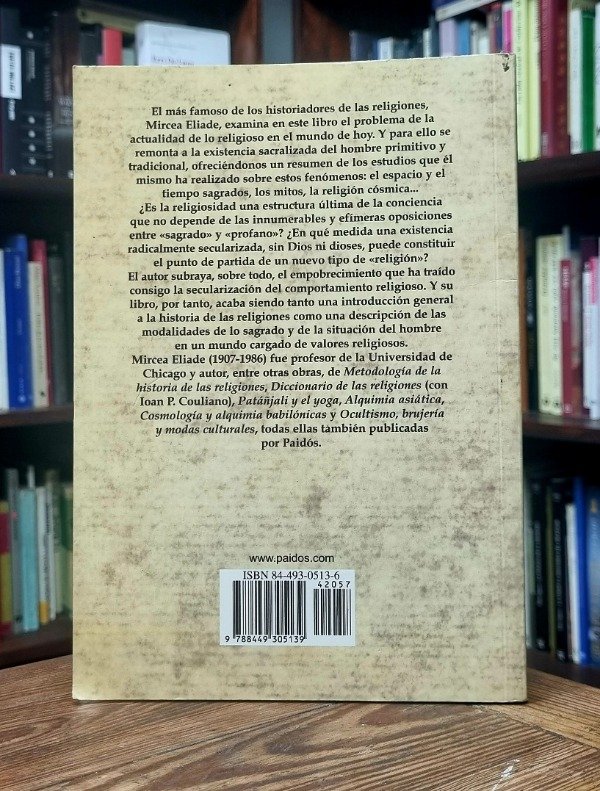 El más famoso de los historiadores de las religiones,
Mircea Eliade, examina en este libro el problema de la
actualidad de lo religioso en el mundo de hoy. Y para ello se
remonta a la existencia sacralizada del hombre primitivo y
tradicional, ofreciéndonos un resumen de los estudios que él
mismo ha realizado sobre estos fenómenos: el espacio y el
tiempo sagrados, los mitos, la religión cósmica...
¿Es la religiosidad una estructura última de la conciencia
que no depende de las innumerables y efímeras oposiciones
entre «sagrado» y «profano»? ¿En qué medida una existencia
radicalmente secularizada, sin Dios ni dioses, puede constituir
el punto de partida de un nuevo tipo de «religión»?
El autor subraya, sobre todo, el empobrecimiento que ha traído
consigo la secularización del comportamiento religioso. Y su
libro, por tanto, acaba siendo tanto una introducción general
a la historia de las religiones como una descripción de las
modalidades de lo sagrado y de la situación del hombre
en un mundo cargado de valores religiosos.
Mircea Eliade (1907-1986) fue profesor de la Universidad de
Chicago y autor, entre otras obras, de Metodología de la
historia de las religiones, Diccionario de las religiones (con
Ioan P. Couliano), Patáñjali y el yoga, Alquimia asiática,
Cosmología y alquimia babilónicas y Ocultismo, brujería
y modas culturales, todas ellas también publicadas
por Paidós.
www.paidos.com
ISBN 84-493-0513-6
42057
9 788449 305139